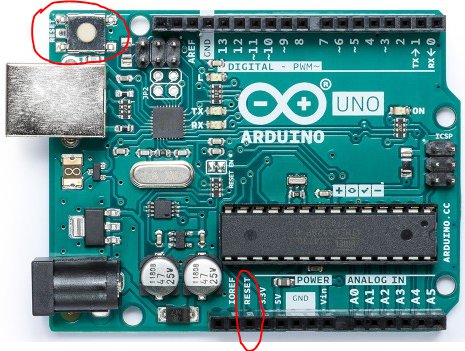 RESET
AREF
GND
13
12
~11
~10
~9
8
7
~6
~5
4
~3
2
TX→1
RX←0
DIGITAL (PWM~)
TX
RX
ON
®
UNO
ARDUINO
ICSP
RESET EN
ARDUINO.CC
47
25V
47
25V
IOREF
RESET
3.3V
5V
GND
Vin
POWER
ANALOG IN
A0
A1
A2
A3
A4
A5